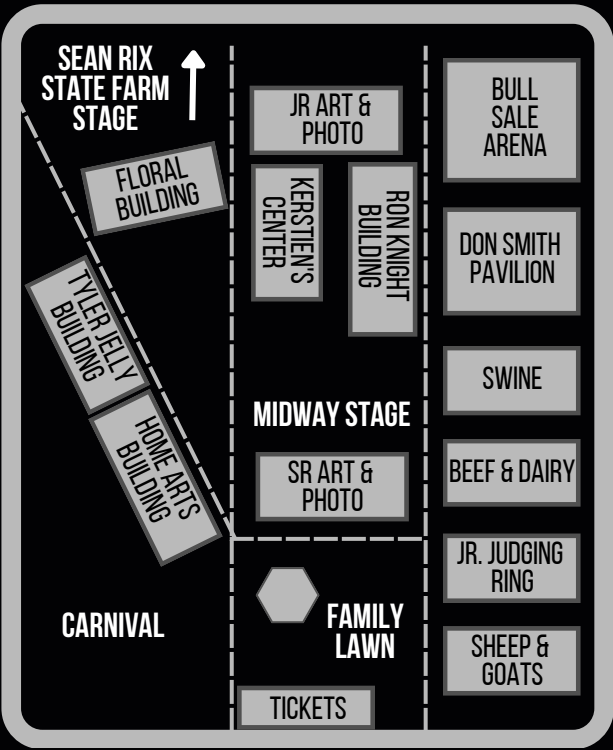 SEAN RIX
STATE FARM
STAGE
FLORAL
BUILDING
TYLER JELLY
BUILDING
HOME ARTS
BUILDING
CARNIVAL
JR ART &
PHOTO
KERSTIEN'S
CENTER
RON KNIGHT
BUILDING
MIDWAY STAGE
SR ART &
PHOTO
FAMILY
LAWN
TICKETS
BULL
SALE
ARENA
DON SMITH
PAVILION
SWINE
BEEF & DAIRY
JR. JUDGING
RING
SHEEP &
GOATS